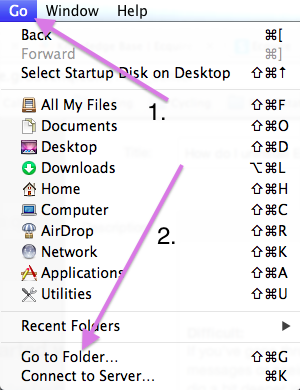 Go Window Help
Back ⌘[
Forward ⌘]
Select Startup Disk on Desktop ⇧⌘↑
1.
All My Files ⇧⌘F
Documents ⇧⌘O
Desktop ⇧⌘D
Downloads ⌥⌘L
Home ⇧⌘H
Computer ⇧⌘C
2.
AirDrop ⇧⌘R
Network ⇧⌘K
Applications ⇧⌘A
Utilities ⇧⌘U
Recent Folders ▶
Go to Folder… ⇧⌘G
Connect to Server… ⌘K